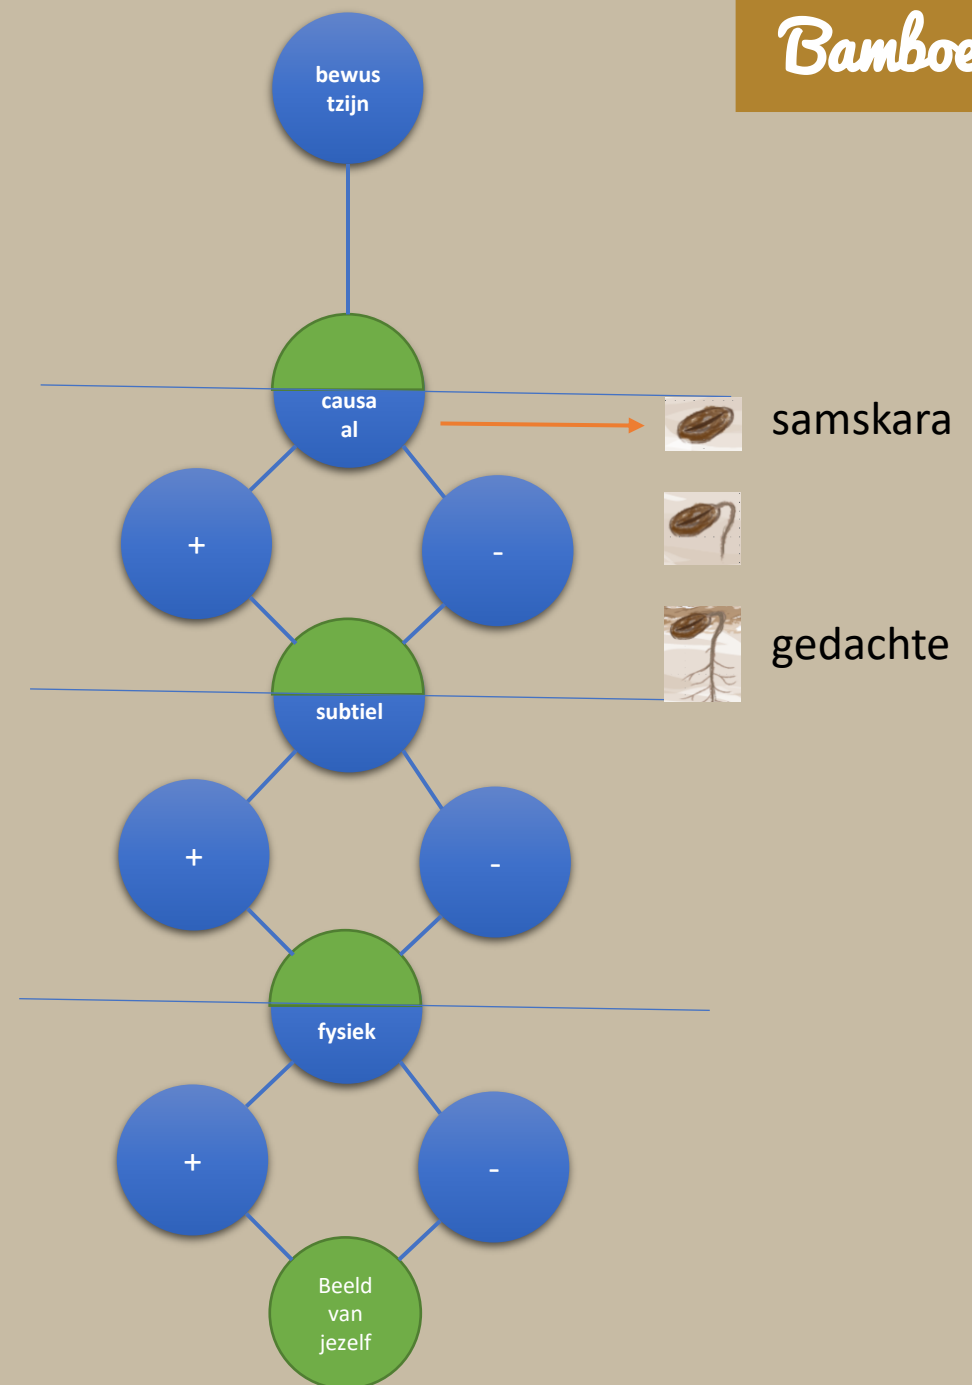 Bamboe
bewus
tzijn
causa
al
samskara
+
-
gedachte
subtiel
+
-
fysiek
+
-
Beeld
van
jezelf